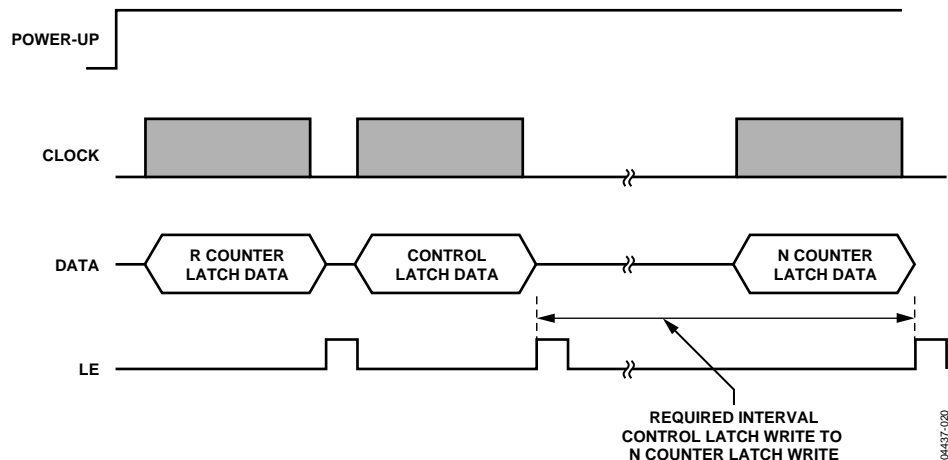 POWER-UP
CLOCK
DATA
R COUNTER
LATCH DATA
CONTROL
LATCH DATA
N COUNTER
LATCH DATA
LE
REQUIRED INTERVAL
CONTROL LATCH WRITE TO
N COUNTER LATCH WRITE
04437-020